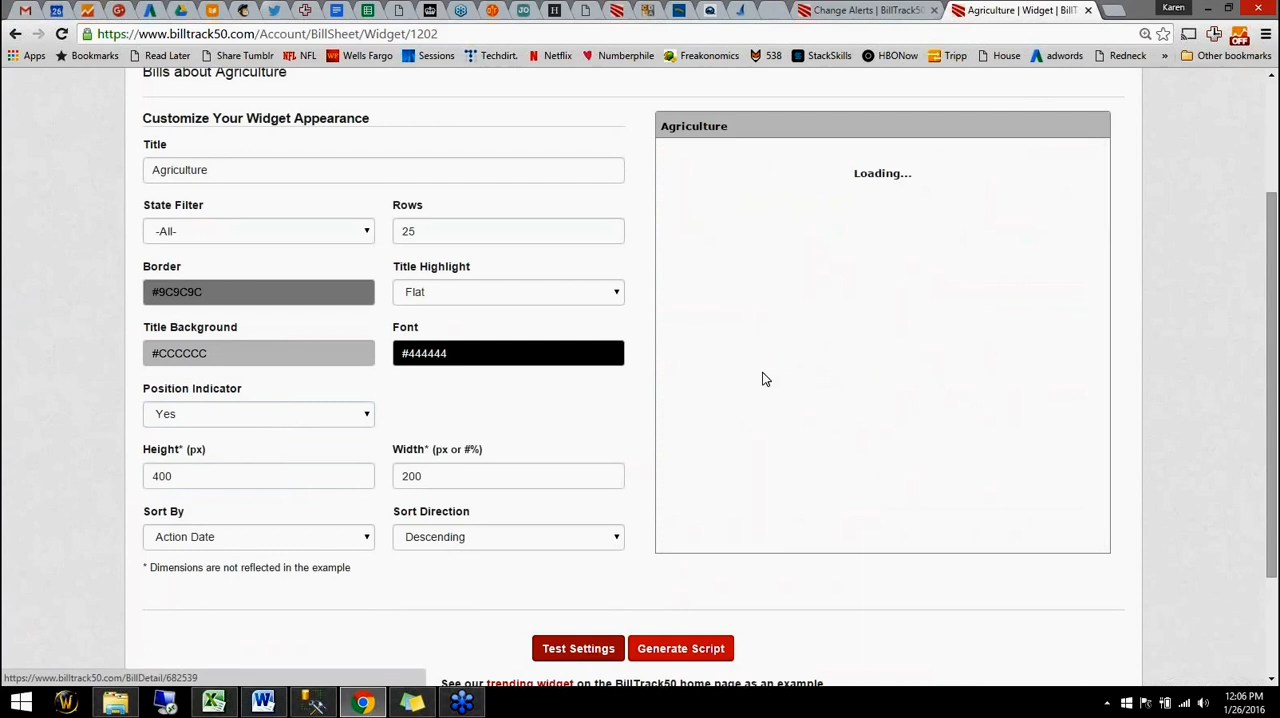 Change Alerts | BillTrack5
Agriculture | Widget | BillT
Karen
https://www.billtrack50.com/Account/BillSheet/Widget/1202
Apps Bookmarks Read Later Share Tumblr NFL Wells Fargo Sessions Techdirt. Netflix Numberphile Freakonomics 538 StackSkills HBONow Tripp House adwords Redneck » Other bookmarks
Bills about Agriculture
Customize Your Widget Appearance
Title
Agriculture
State Filter Rows
-All- 25
Border Title Highlight
#9C9C9C Flat
Title Background Font
#CCCCCC #444444
Position Indicator
Yes
Height* (px) Width* (px or #%)
400 200
Sort By Sort Direction
Action Date Descending
* Dimensions are not reflected in the example
Agriculture
Loading...
Test Settings Generate Script
See our trending widget on the BillTrack50 home page as an example
https://www.billtrack50.com/BillDetail/682539
12:06 PM
1/26/2016